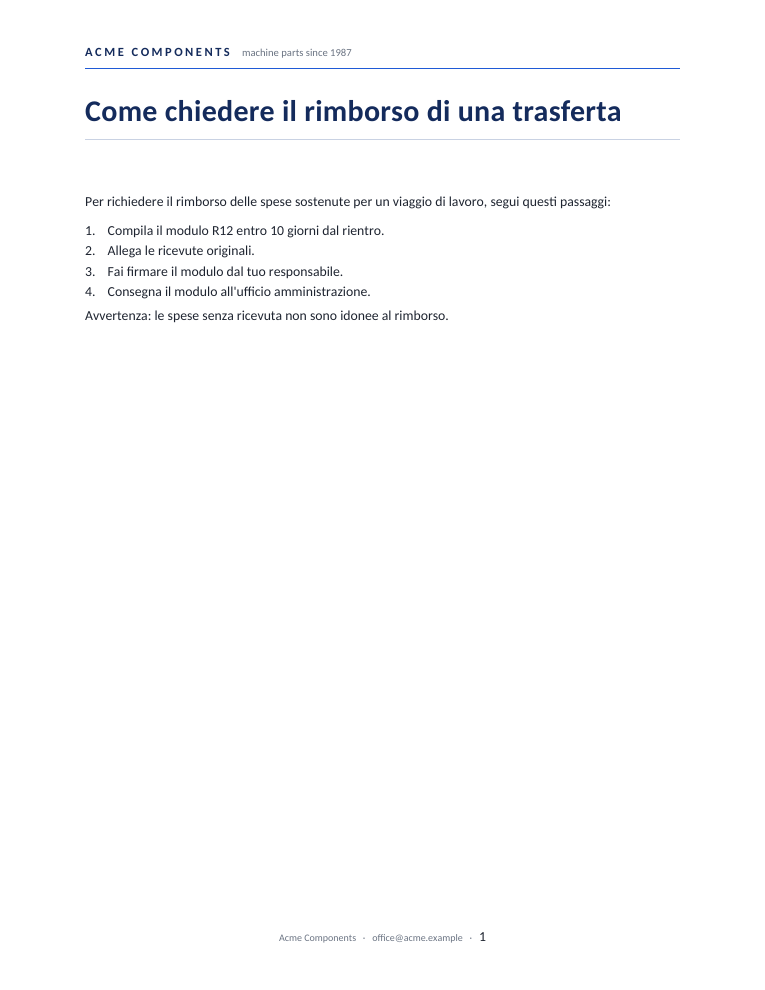 ACME COMPONENTS machine parts since 1987
Come chiedere il rimborso di una trasferta
Per richiedere il rimborso delle spese sostenute per un viaggio di lavoro, segui questi passaggi:
1. Compila il modulo R12 entro 10 giorni dal rientro.
2. Allega le ricevute originali.
3. Fai firmare il modulo dal tuo responsabile.
4. Consegna il modulo all'ufficio amministrazione.
Avvertenza: le spese senza ricevuta non sono idonee al rimborso.
Acme Components · office@acme.example · 1